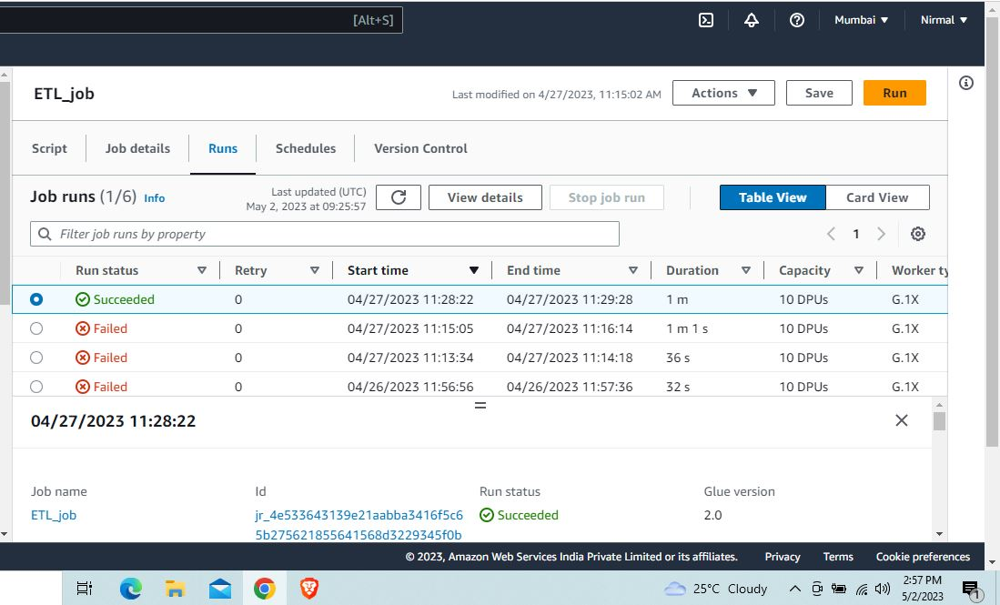 [Alt+S]
Mumbai ▼
Nirmal ▼
ETL_job
Last modified on 4/27/2023, 11:15:02 AM
Actions ▼
Save
Run
Script
Job details
Runs
Schedules
Version Control
Job runs (1/6) Info
Last updated (UTC)
May 2, 2023 at 09:25:57
View details
Stop job run
Table View
Card View
Filter job runs by property
1
Run status Retry Start time End time Duration Capacity Worker ty
Succeeded 0 04/27/2023 11:28:22 04/27/2023 11:29:28 1 m 10 DPUs G.1X
Failed 0 04/27/2023 11:15:05 04/27/2023 11:16:14 1 m 1 s 10 DPUs G.1X
Failed 0 04/27/2023 11:13:34 04/27/2023 11:14:18 36 s 10 DPUs G.1X
Failed 0 04/26/2023 11:56:56 04/26/2023 11:57:36 32 s 10 DPUs G.1X
04/27/2023 11:28:22
Job name Id Run status Glue version
ETL_job jr_4e533643139e21aabba3416f5c6 Succeeded 2.0
5b275621855641568d3229345f0b
© 2023, Amazon Web Services India Private Limited or its affiliates. Privacy Terms Cookie preferences
25°C Cloudy
2:57 PM
5/2/2023
1